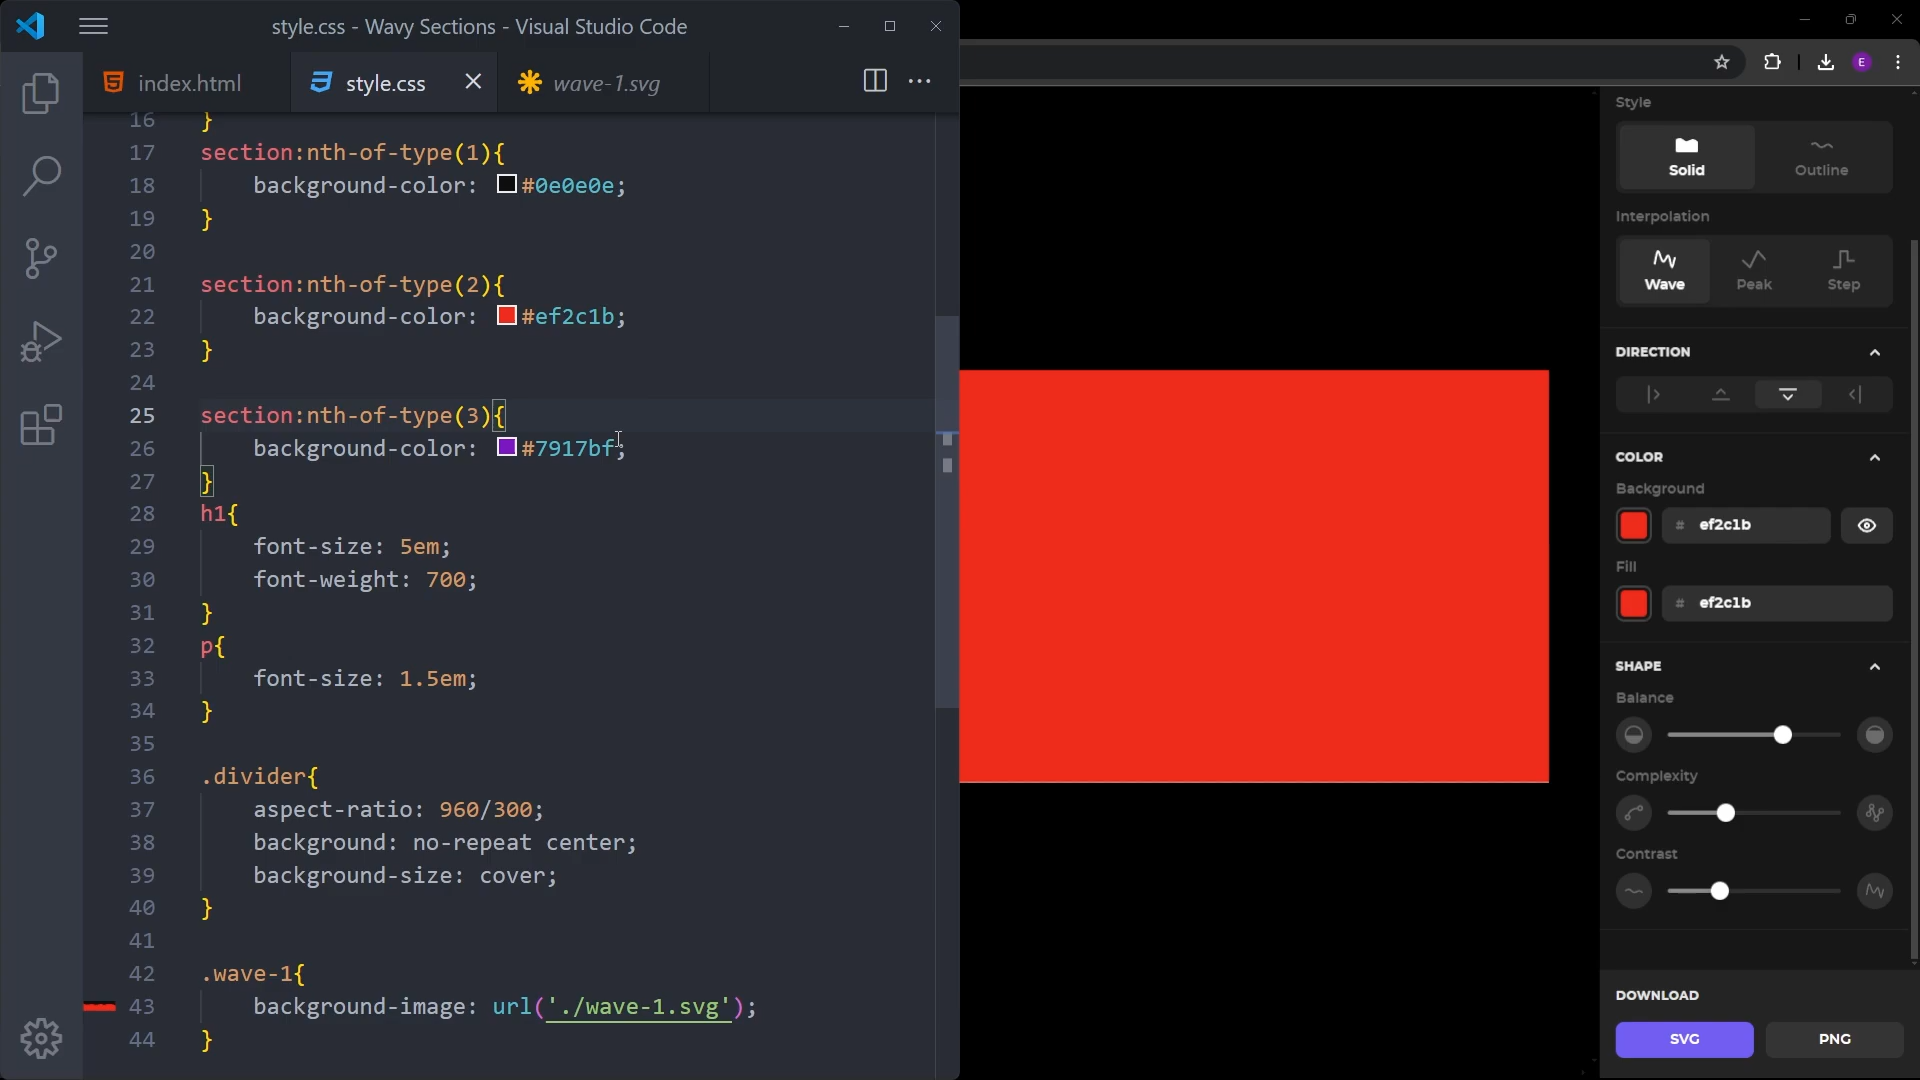 style.css - Wavy Sections - Visual Studio Code
index.html
style.css
wave-1.svg
16 }
17 section:nth-of-type(1){
18 background-color: #0e0e0e;
19 }
20
21 section:nth-of-type(2){
22 background-color: #ef2c1b;
23 }
24
25 section:nth-of-type(3){
26 background-color: #7917bf;
27 }
28 h1{
29 font-size: 5em;
30 font-weight: 700;
31 }
32 p{
33 font-size: 1.5em;
34 }
35
36 .divider{
37 aspect-ratio: 960/300;
38 background: no-repeat center;
39 background-size: cover;
40 }
41
42 .wave-1{
43 background-image: url('./wave-1.svg');
44 }
E
Style
Solid
Outline
Interpolation
Wave
Peak
Step
DIRECTION
COLOR
Background
# ef2c1b
Fill
# ef2c1b
SHAPE
Balance
Complexity
Contrast
DOWNLOAD
SVG
PNG